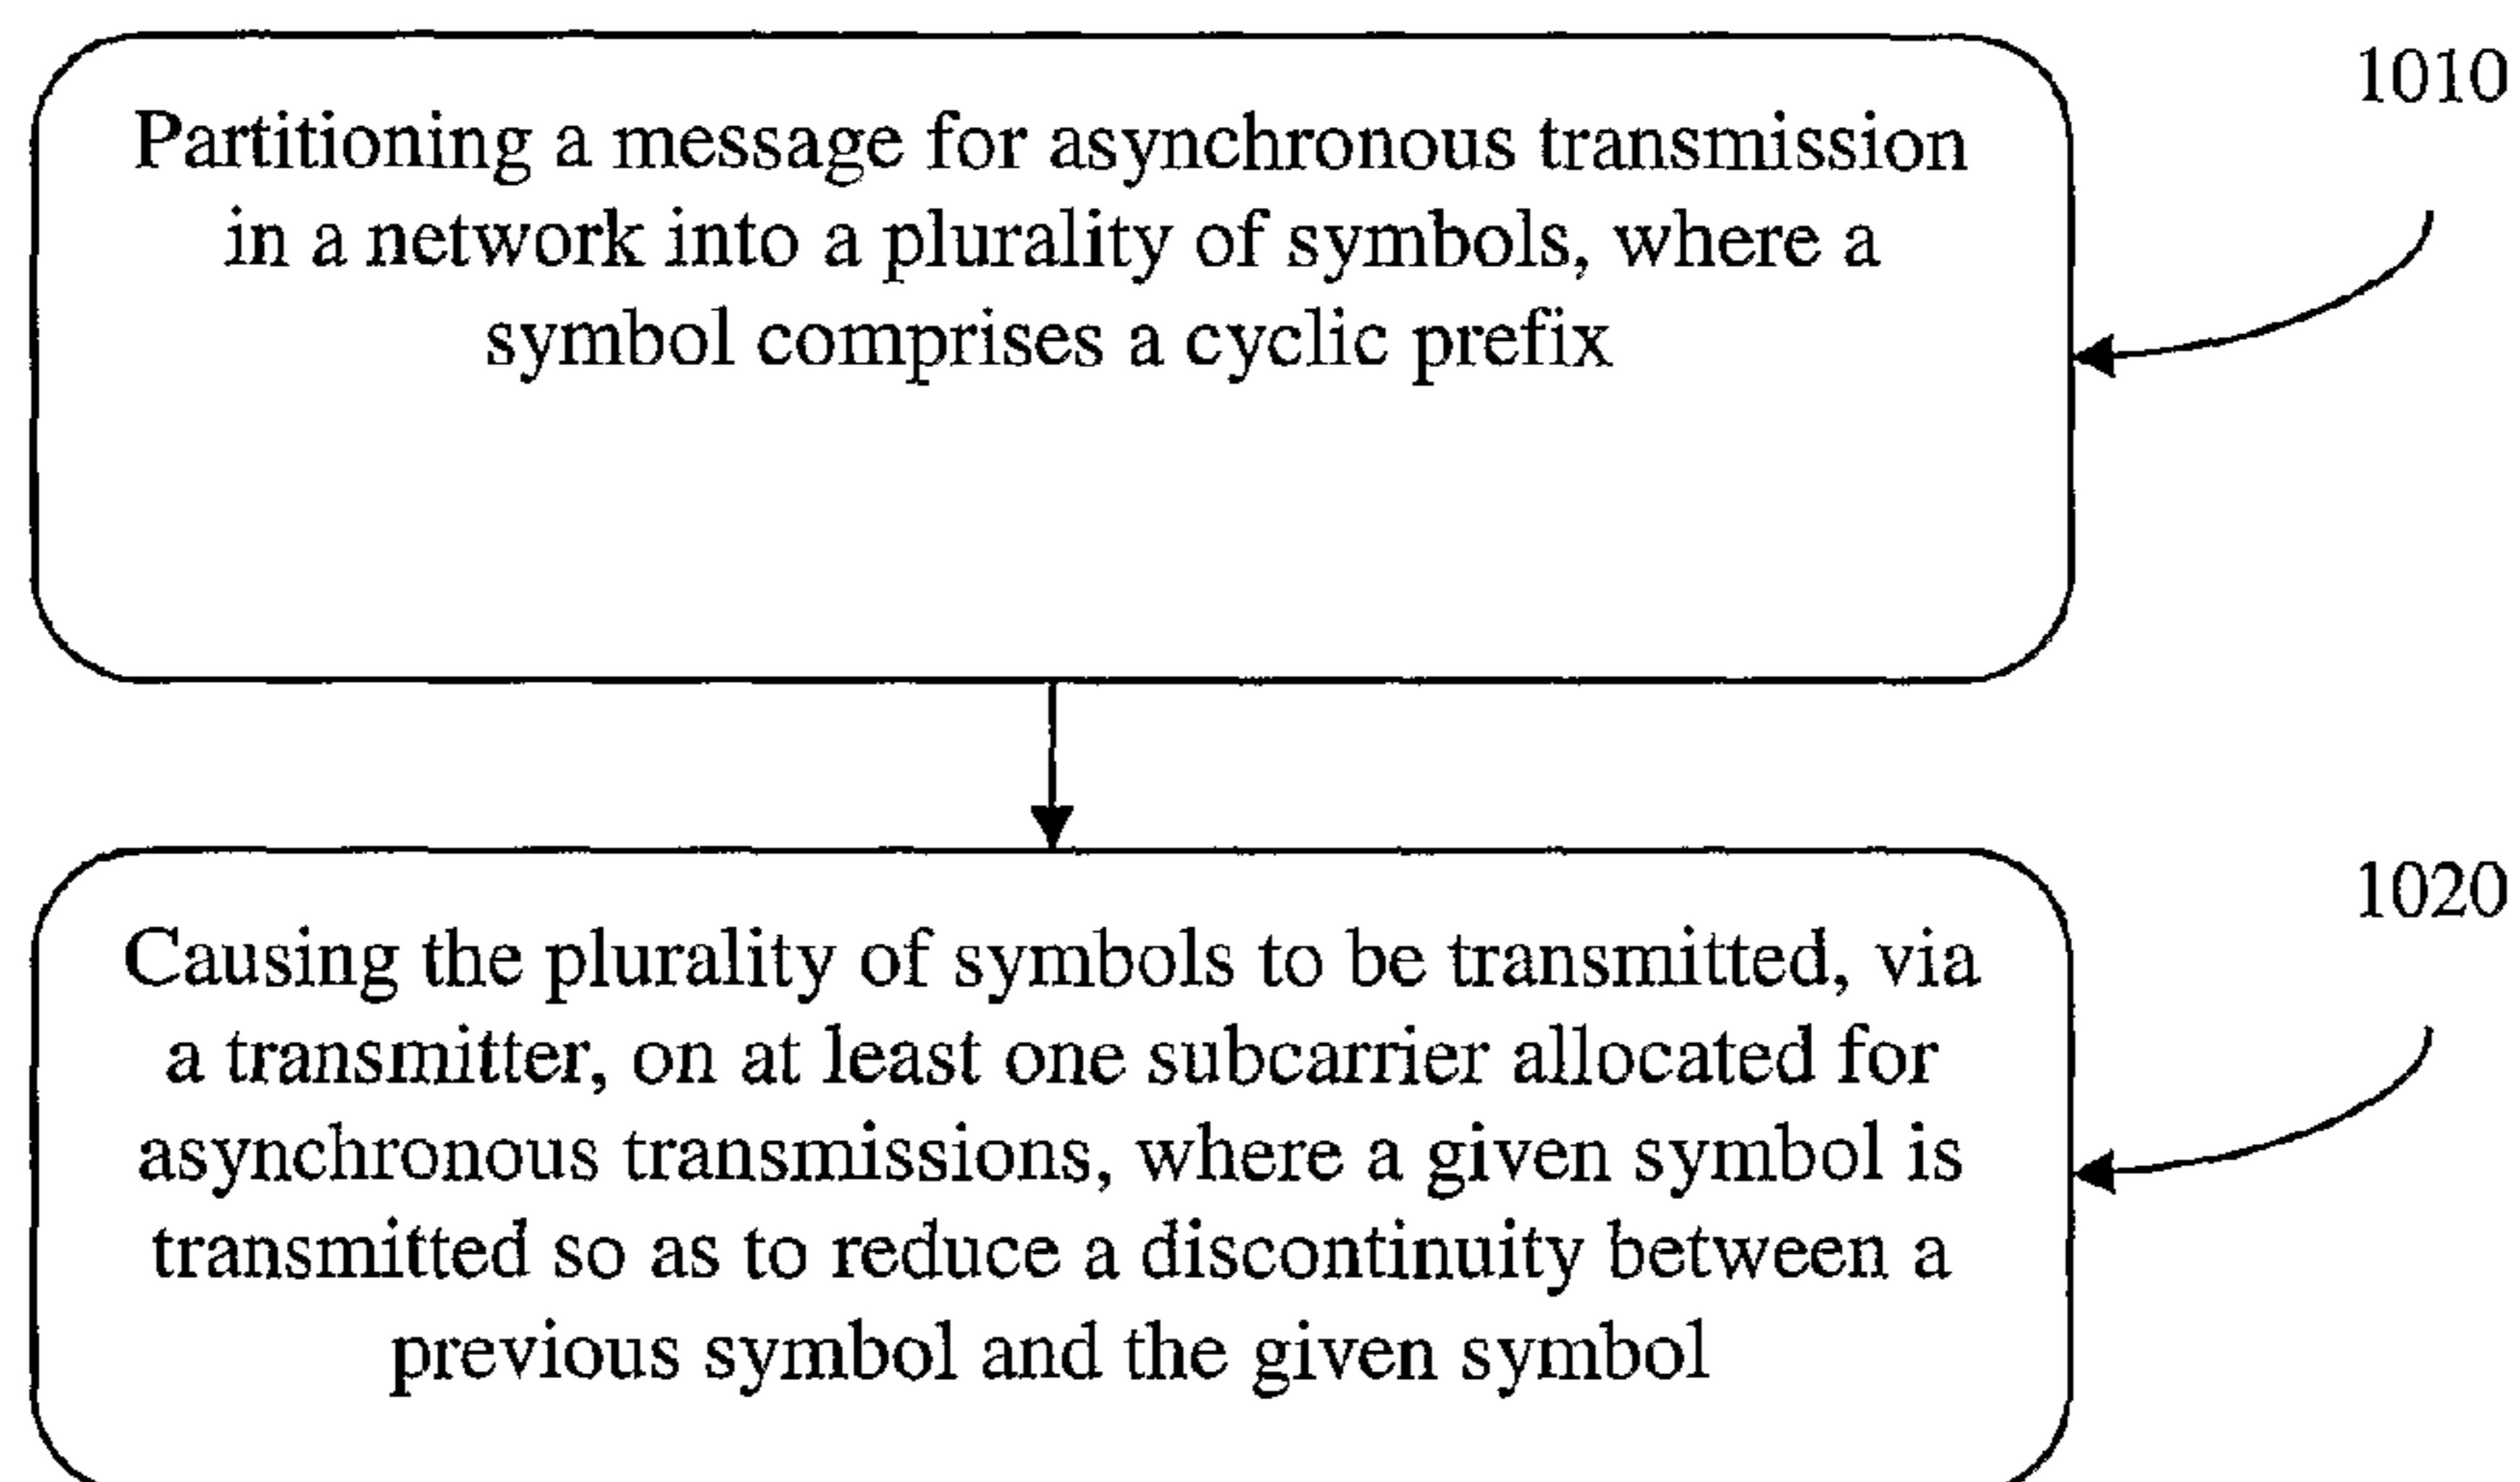 1010
Partitioning a message for asynchronous transmission
in a network into a plurality of symbols, where a
symbol comprises a cyclic prefix
1020
Causing the plurality of symbols to be transmitted, via
a transmitter, on at least one subcarrier allocated for
asynchronous transmissions, where a given symbol is
transmitted so as to reduce a discontinuity between a
previous symbol and the given symbol